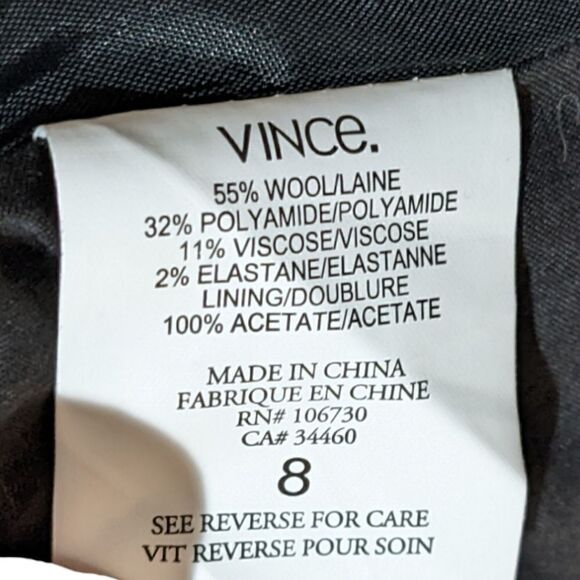 VINCe.
55% WOOL/LAINE
32% POLYAMIDE/POLYAMIDE
11% VISCOSE/VISCOSE
2% ELASTANE/ELASTANNE
LINING/DOUBLURE
100% ACETATE/ACETATE
MADE IN CHINA
FABRIQUE EN CHINE
RN# 106730
CA# 34460
8
SEE REVERSE FOR CARE
VIT REVERSE POUR SOIN